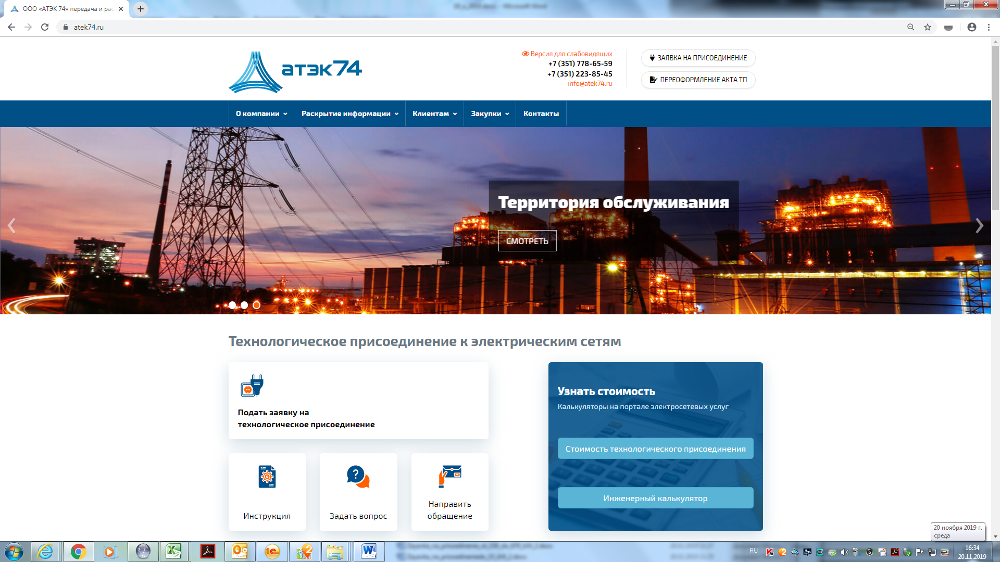 ООО «АТЭК 74» передача и рас
atek74.ru
атэк74
Версия для слабовидящих
+7 (351) 778-65-59
+7 (351) 223-85-45
info@atek74.ru
ЗАЯВКА НА ПРИСОЕДИНЕНИЕ
ПЕРЕОФОРМЛЕНИЕ АКТА ТП
О компании
Раскрытие информации
Клиентам
Закупки
Контакты
Территория обслуживания
СМОТРЕТЬ
Технологическое присоединение к электрическим сетям
Подать заявку на
технологическое присоединение
Инструкция
Задать вопрос
Направить
обращение
Узнать стоимость
Калькуляторы на портале электросетевых услуг
Стоимость технологического присоединения
Инженерный калькулятор
20 ноября 2019 г.
среда
RU
16:34
20.11.2019